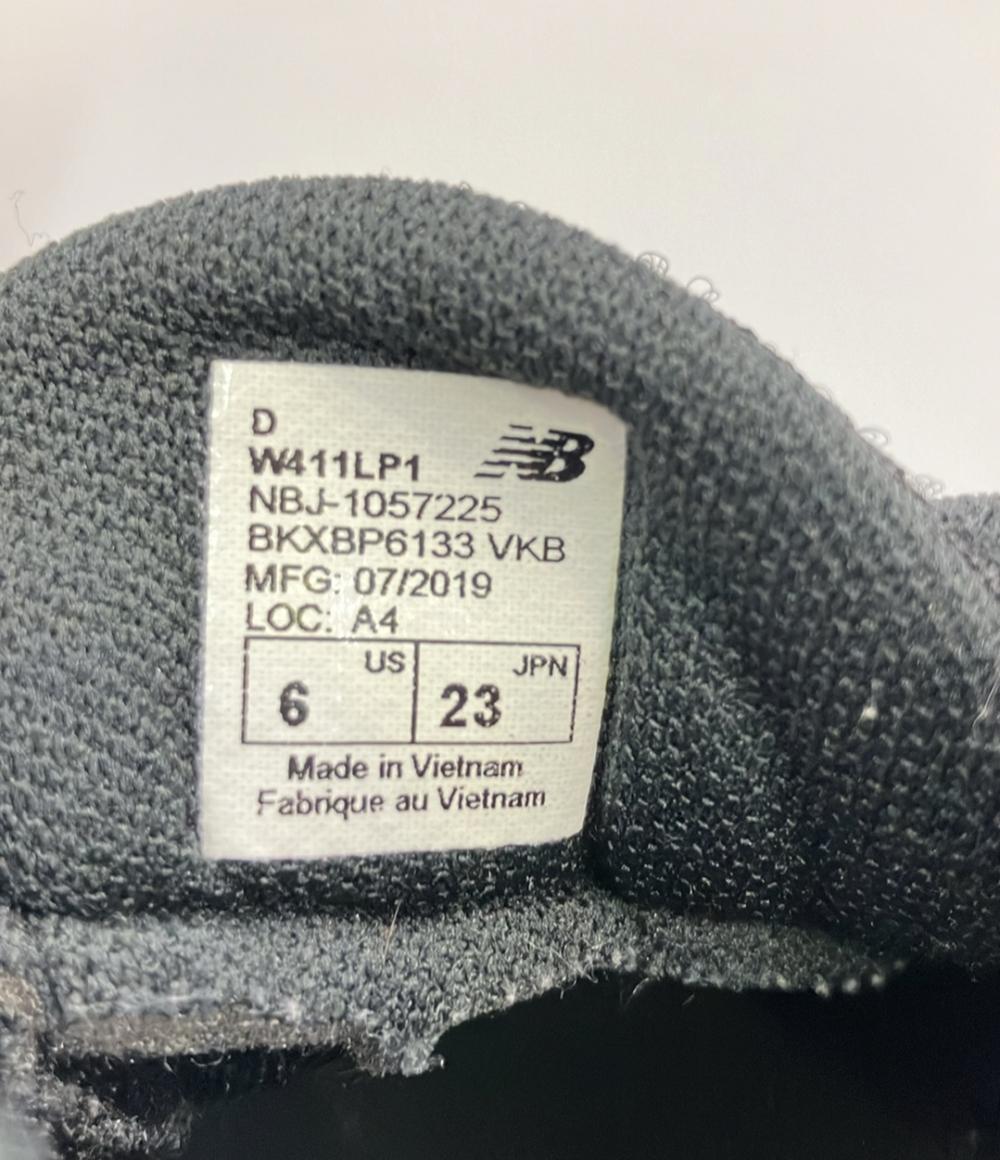 D
W411LP1
NB
NBJ-1057225
BKXBP6133 VKB
MFG: 07/2019
LOC: A4
US JPN
6 23
Made in Vietnam
Fabrique au Vietnam